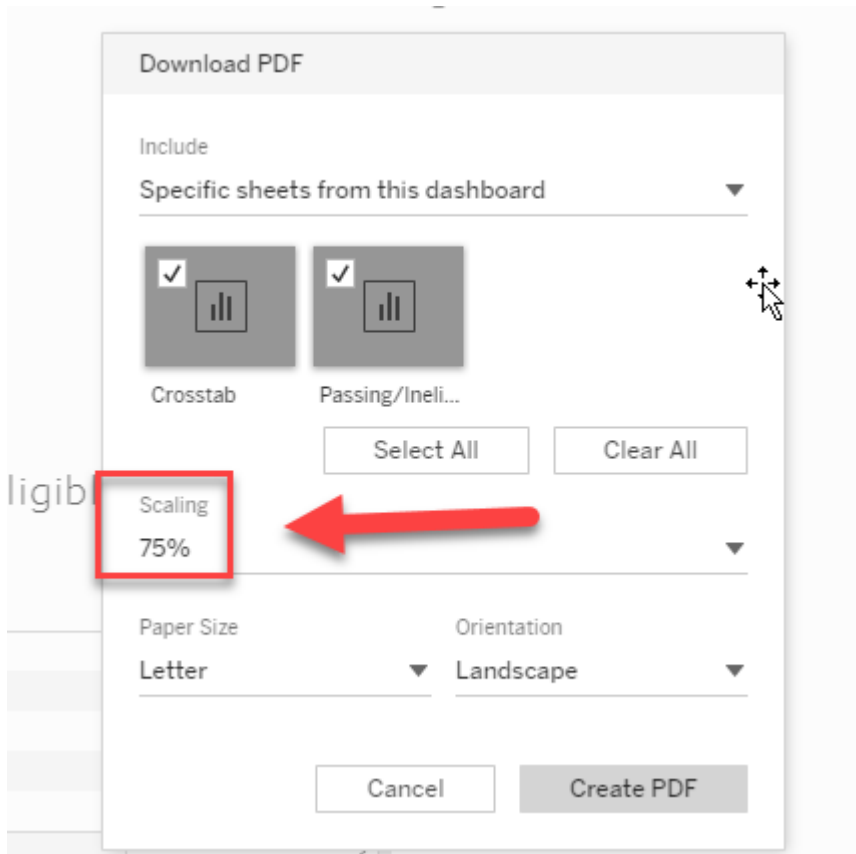 Download PDF
Include
Specific sheets from this dashboard
Crosstab Passing/Ineli...
Select All Clear All
ligibl
Scaling
75%
Paper Size Orientation
Letter Landscape
Cancel Create PDF